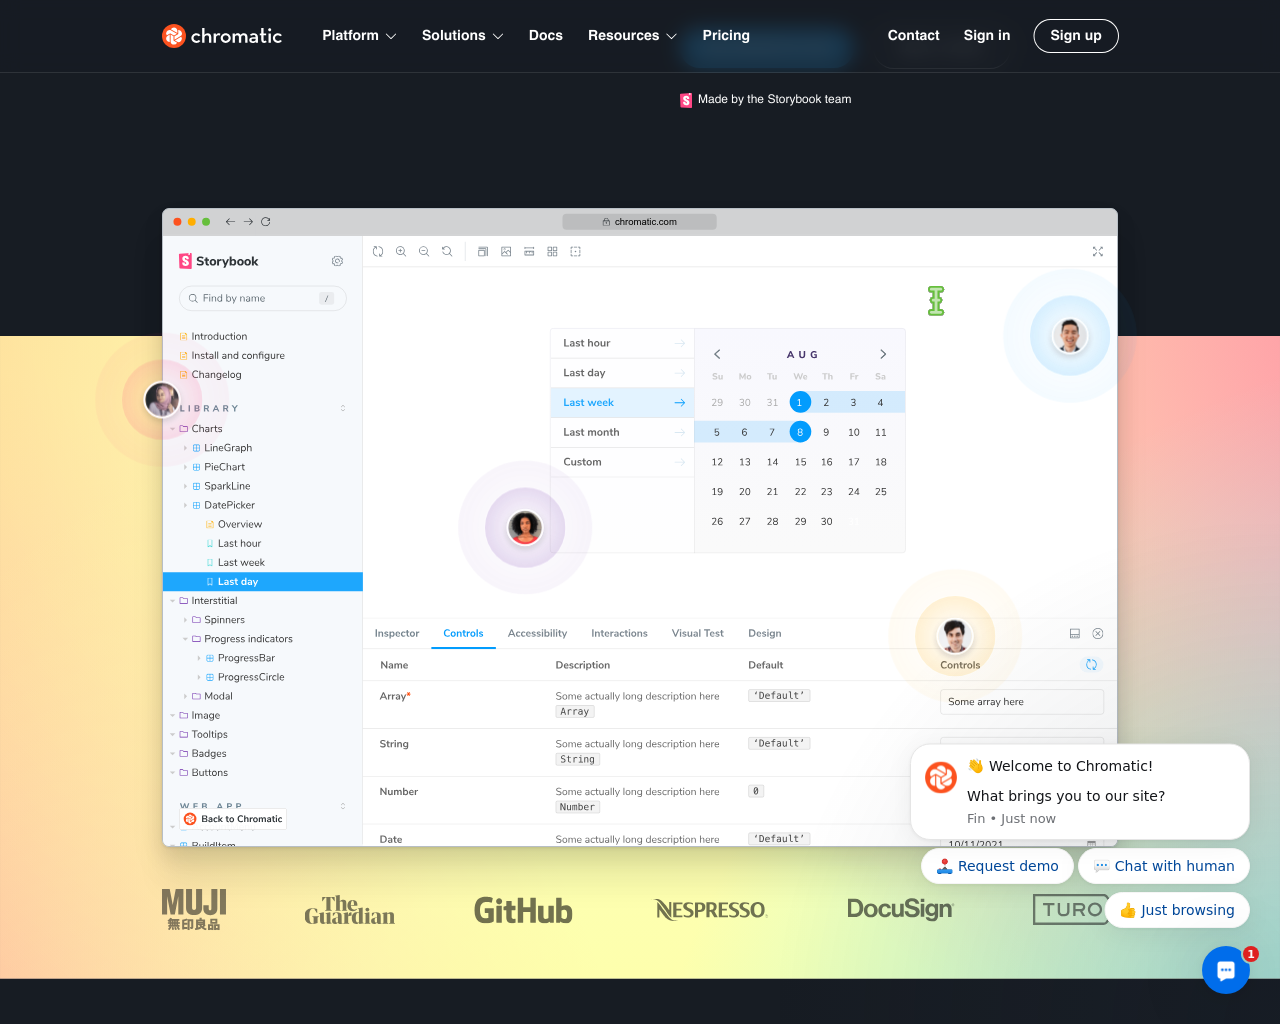 chromatic
Platform
Solutions
Docs
Resources
Pricing
Contact
Sign in
Sign up
Made by the Storybook team
chromatic.com
Storybook
Find by name /
Introduction
Install and configure
Changelog
LIBRARY
Charts
LineGraph
PieChart
SparkLine
DatePicker
Overview
Last hour
Last week
Last day
Interstitial
Spinners
Progress indicators
ProgressBar
ProgressCircle
Modal
Image
Tooltips
Badges
Buttons
WEB APP
Back to Chromatic
BuildItem
Last hour
Last day
Last week
Last month
Custom
AUG
Su Mo Tu We Th Fr Sa
29 30 31 1 2 3 4
5 6 7 8 9 10 11
12 13 14 15 16 17 18
19 20 21 22 23 24 25
26 27 28 29 30
Inspector
Controls
Accessibility
Interactions
Visual Test
Design
Name Description Default Controls
Array* Some actually long description here 'Default' Some array here
Array
String Some actually long description here 'Default'
String
Number Some actually long description here 0
Number
Date Some actually long description here 'Default' 10/11/2021
👋 Welcome to Chromatic!
What brings you to our site?
Fin • Just now
🕹️ Request demo
💬 Chat with human
👍 Just browsing
1
MUJI
無印良品
The
Guardian
GitHub
NESPRESSO.
DocuSign
TURO